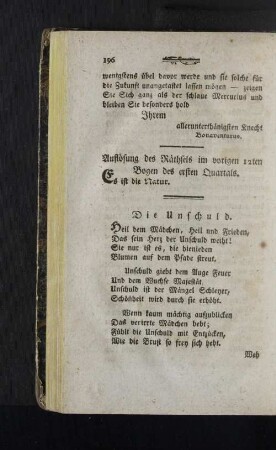 196
wenigstens übel davor werde und sie solche für
die Zukunft unangetastet lassen mögen — zeigen
Sie Sich ganz als der schlaue Mercurius und
bleiben Sie besonders hold
Ihrem
allerunterthänigsten Knecht
Bonaventurus.
Auflösung des Räthsels im vorigen 12ten
Bogen des ersten Quartals.
Es ist die Natur.
Die Unschuld.
Heil dem Mädchen, Heil und Frieden,
Das sein Herz der Unschuld weiht!
Sie nur ist es, die hienieden
Blumen auf dem Pfade streut.
Unschuld giebt dem Auge Feuer
Und dem Wuchse Majestät,
Unschuld ist der Mängel Schleyer,
Schönheit wird durch sie erhöht.
Wenn kaum mächtig aufzublicken
Das verirrte Mädchen bebt;
Fühlt die Unschuld mit Entzücken,
Wie die Brust so frey sich hebt.
Woh